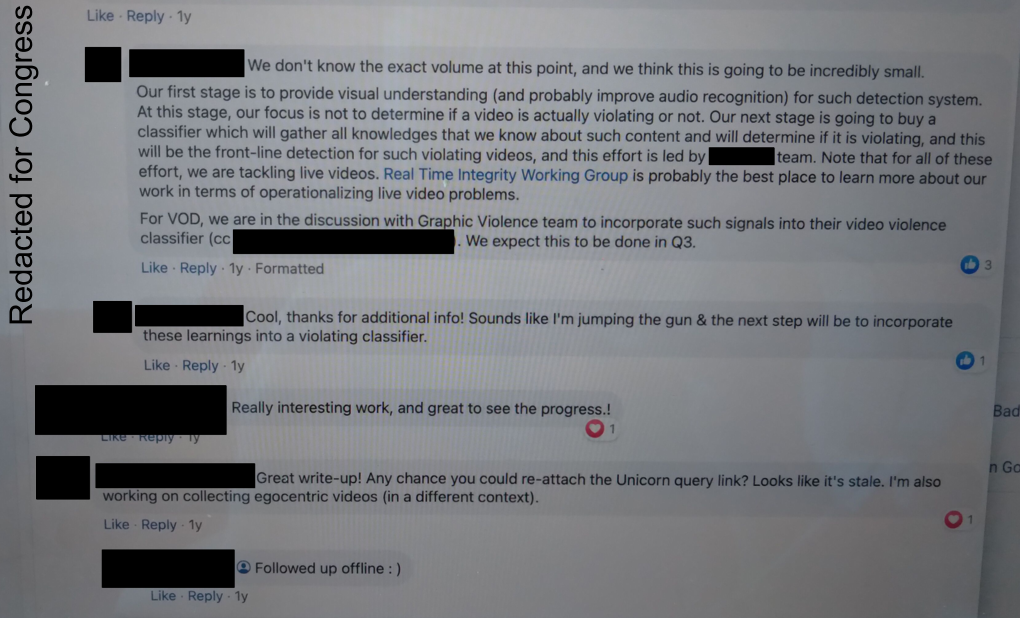 Redacted for Congress
Like · Reply · 1y
We don't know the exact volume at this point, and we think this is going to be incredibly small.
Our first stage is to provide visual understanding (and probably improve audio recognition) for such detection system.
At this stage, our focus is not to determine if a video is actually violating or not. Our next stage is going to buy a
classifier which will gather all knowledges that we know about such content and will determine if it is violating, and this
will be the front-line detection for such violating videos, and this effort is led by team. Note that for all of these
effort, we are tackling live videos. Real Time Integrity Working Group is probably the best place to learn more about our
work in terms of operationalizing live video problems.
For VOD, we are in the discussion with Graphic Violence team to incorporate such signals into their video violence
classifier (cc ). We expect this to be done in Q3.
Like · Reply · 1y · Formatted
3
Cool, thanks for additional info! Sounds like I'm jumping the gun & the next step will be to incorporate
these learnings into a violating classifier.
Like · Reply · 1y
1
Really interesting work, and great to see the progress.!
1
Like · Reply · 1y
Bad
Great write-up! Any chance you could re-attach the Unicorn query link? Looks like it's stale. I'm also
working on collecting egocentric videos (in a different context).
n Go
Like · Reply · 1y
1
Followed up offline : )
Like · Reply · 1y